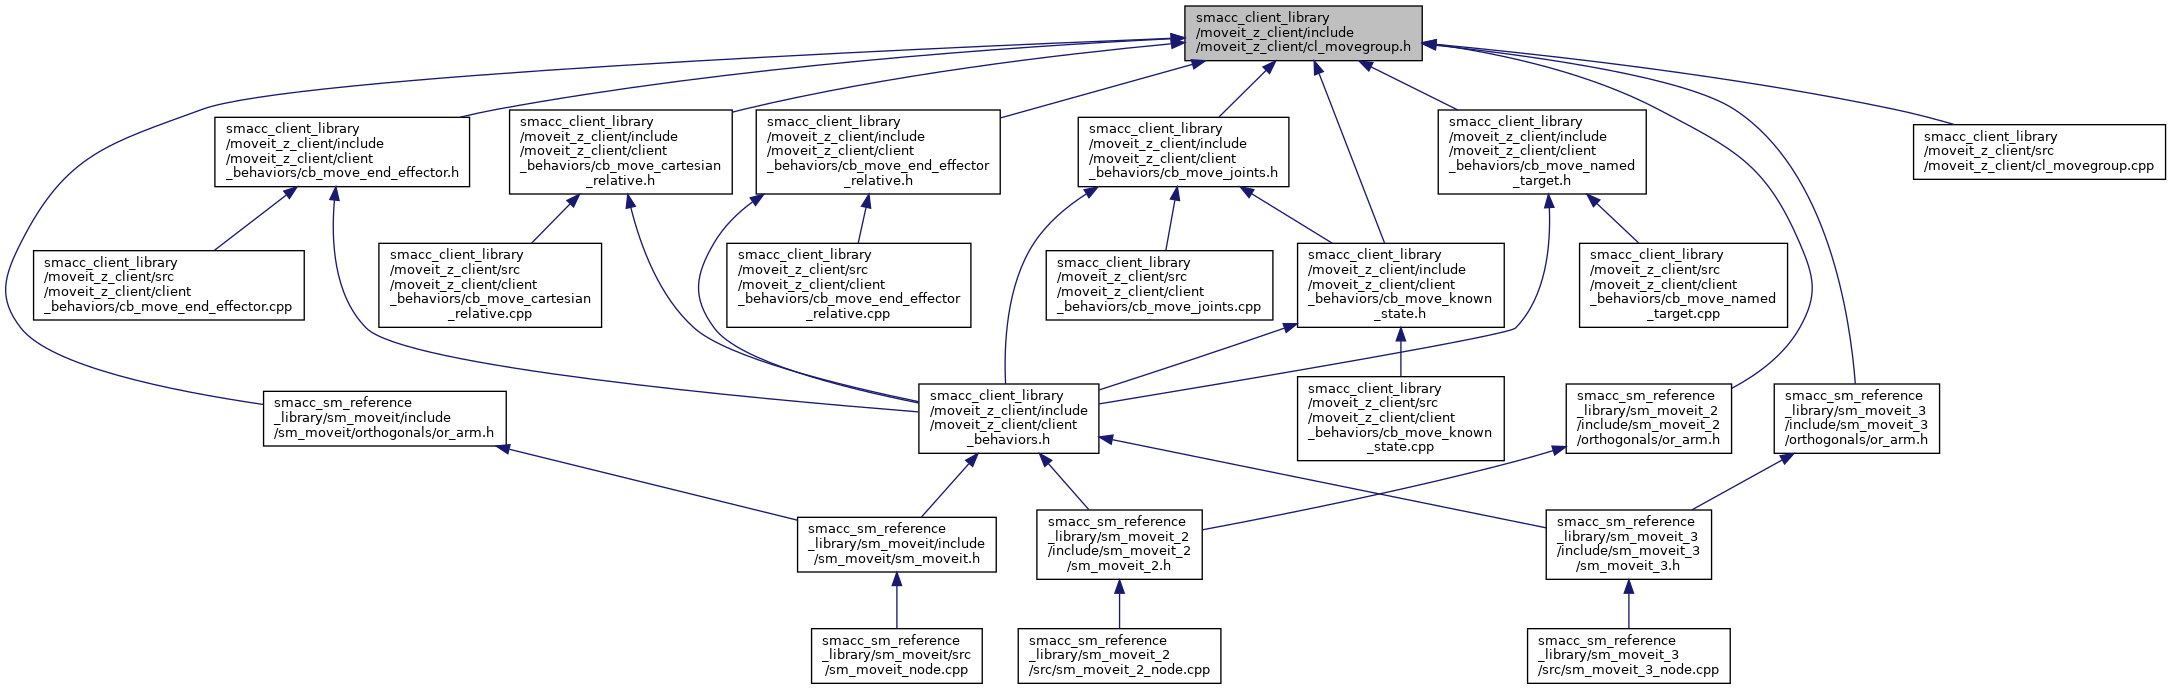 smacc_client_library
/moveit_z_client/include
/moveit_z_client/cl_movegroup.h
smacc_client_library
/moveit_z_client/include
/moveit_z_client/client
_behaviors/cb_move_end_effector.h
smacc_client_library
/moveit_z_client/include
/moveit_z_client/client
_behaviors/cb_move_cartesian
_relative.h
smacc_client_library
/moveit_z_client/include
/moveit_z_client/client
_behaviors/cb_move_end_effector
_relative.h
smacc_client_library
/moveit_z_client/include
/moveit_z_client/client
_behaviors/cb_move_joints.h
smacc_client_library
/moveit_z_client/include
/moveit_z_client/client
_behaviors/cb_move_named
_target.h
smacc_client_library
/moveit_z_client/src
/moveit_z_client/cl_movegroup.cpp
smacc_client_library
/moveit_z_client/src
/moveit_z_client/client
_behaviors/cb_move_end_effector.cpp
smacc_client_library
/moveit_z_client/src
/moveit_z_client/client
_behaviors/cb_move_cartesian
_relative.cpp
smacc_client_library
/moveit_z_client/src
/moveit_z_client/client
_behaviors/cb_move_end_effector
_relative.cpp
smacc_client_library
/moveit_z_client/src
/moveit_z_client/client
_behaviors/cb_move_joints.cpp
smacc_client_library
/moveit_z_client/include
/moveit_z_client/client
_behaviors/cb_move_known
_state.h
smacc_client_library
/moveit_z_client/src
/moveit_z_client/client
_behaviors/cb_move_named
_target.cpp
smacc_sm_reference
_library/sm_moveit/include
/sm_moveit/orthogonals/or_arm.h
smacc_client_library
/moveit_z_client/include
/moveit_z_client/client
_behaviors.h
smacc_client_library
/moveit_z_client/src
/moveit_z_client/client
_behaviors/cb_move_known
_state.cpp
smacc_sm_reference
_library/sm_moveit_2
/include/sm_moveit_2
/orthogonals/or_arm.h
smacc_sm_reference
_library/sm_moveit_3
/include/sm_moveit_3
/orthogonals/or_arm.h
smacc_sm_reference
_library/sm_moveit/include
/sm_moveit/sm_moveit.h
smacc_sm_reference
_library/sm_moveit_2
/include/sm_moveit_2
/sm_moveit_2.h
smacc_sm_reference
_library/sm_moveit_3
/include/sm_moveit_3
/sm_moveit_3.h
smacc_sm_reference
_library/sm_moveit/src
/sm_moveit_node.cpp
smacc_sm_reference
_library/sm_moveit_2
/src/sm_moveit_2_node.cpp
smacc_sm_reference
_library/sm_moveit_3
/src/sm_moveit_3_node.cpp